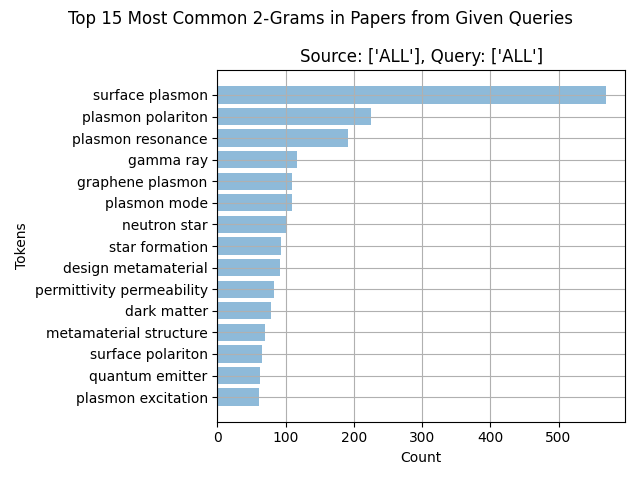 Top 15 Most Common 2-Grams in Papers from Given Queries
Source: ['ALL'], Query: ['ALL']
surface plasmon
plasmon polariton
plasmon resonance
gamma ray
graphene plasmon
plasmon mode
neutron star
star formation
design metamaterial
permittivity permeability
dark matter
metamaterial structure
surface polariton
quantum emitter
plasmon excitation
Tokens
0 100 200 300 400 500
Count